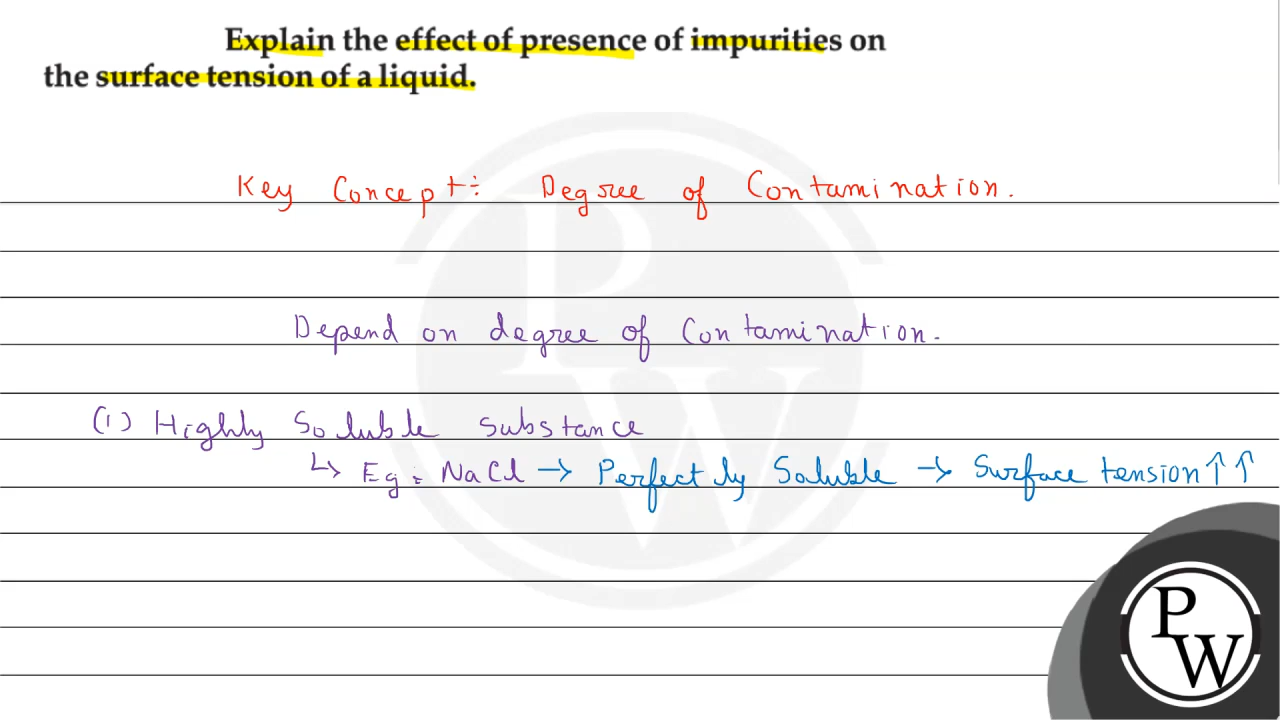 Explain the effect of presence of impurities on
the surface tension of a liquid.
Key Concept÷ Degree of Contamination.
Depend on degree of Contamination.
(1) Highly Soluble Substance
↳ Eg: NaCl → Perfectly Soluble → Surface tension ↑↑
P
W
PW